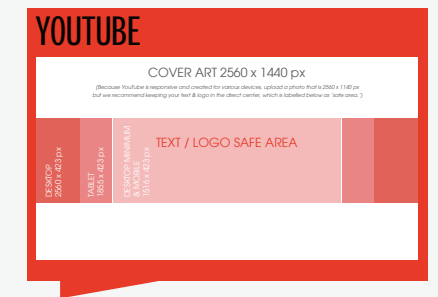 YOUTUBE
COVER ART 2560 x 1440 px
(Because YouTube is responsive and created for various devices, upload a photo that is 2560 x 1140 px
but we recommend keeping your text & logo in the direct center, which is labelled below as 'safe area.')
DESKTOP
2560 x 423 px
TABLET
1855 x 423 px
DESKTOP MINIMUM
& MOBILE
1516 x 423 px
TEXT / LOGO SAFE AREA